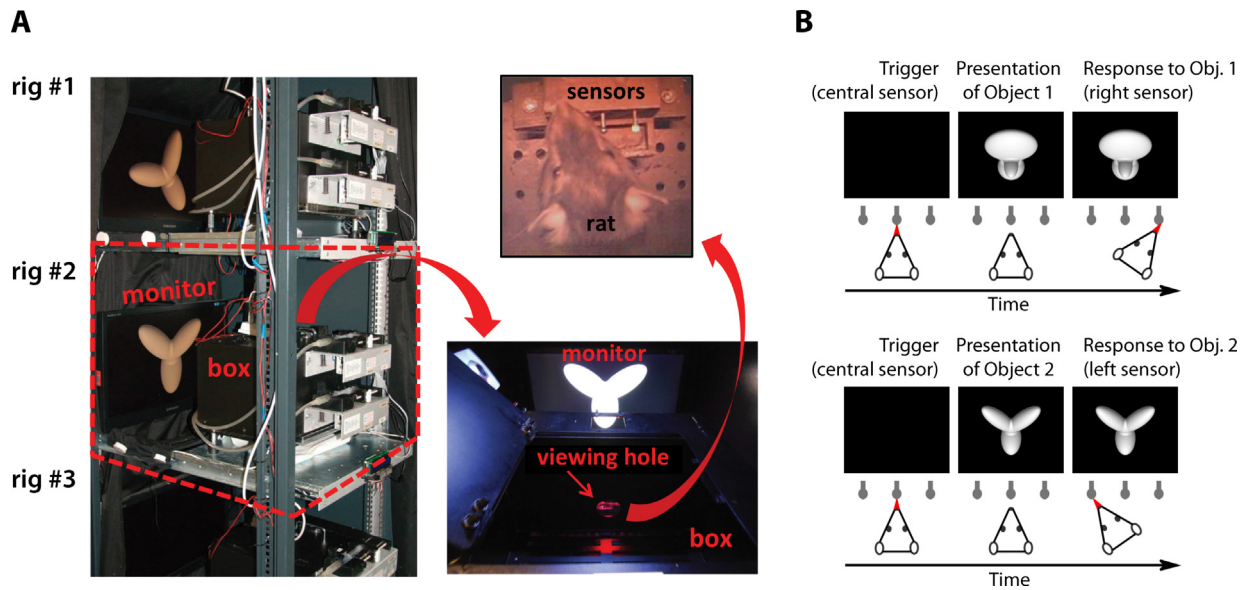 A
rig #1
rig #2
rig #3
monitor
box
sensors
rat
monitor
viewing hole
box
B
Trigger
(central sensor)
Presentation
of Object 1
Response to Obj. 1
(right sensor)
Time
Trigger
(central sensor)
Presentation
of Object 2
Response to Obj. 2
(left sensor)
Time